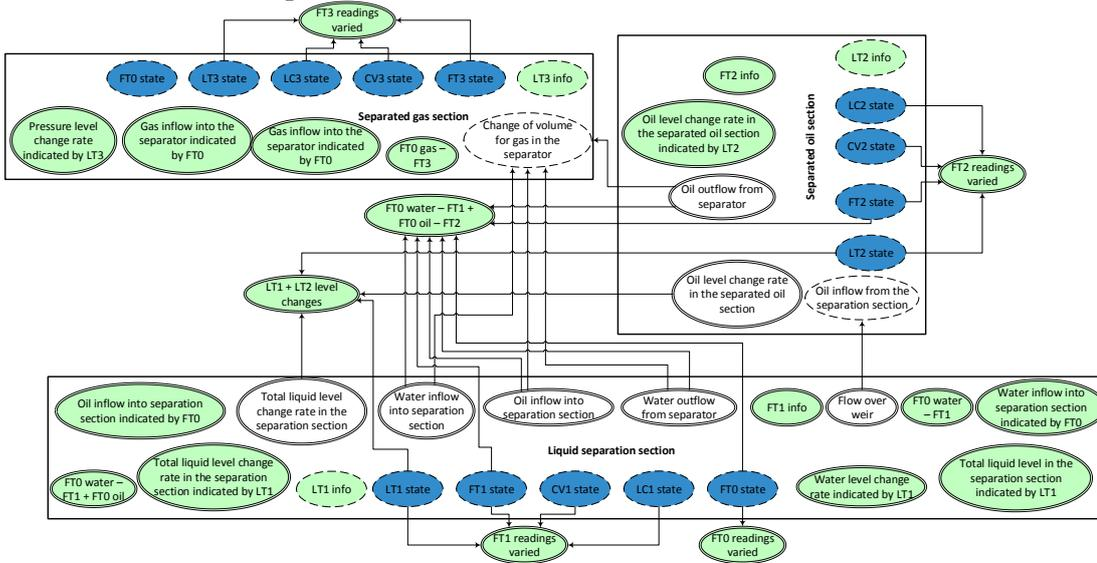 FT3 readings
varied
FT0 state
LT3 state
LC3 state
CV3 state
FT3 state
LT3 info
Separated gas section
Pressure level
change rate
indicated by LT3
Gas inflow into the
separator indicated
by FT0
Gas inflow into the
separator indicated
by FT0
FT0 gas –
FT3
Change of volume
for gas in the
separator
FT2 info
LT2 info
Oil level change rate in
the separated oil section
indicated by LT2
Separated oil section
LC2 state
CV2 state
FT2 state
LT2 state
FT2 readings
varied
Oil outflow from
separator
Oil level change rate
in the separated oil
section
Oil inflow from the
separation section
FT0 water – FT1 +
FT0 oil – FT2
LT1 + LT2 level
changes
Oil inflow into separation
section indicated by FT0
Total liquid level
change rate in the
separation section
Water inflow
into separation
section
Oil inflow into
separation section
Water outflow
from separator
FT1 info
Flow over
weir
FT0 water
– FT1
Water inflow into
separation section
indicated by FT0
Liquid separation section
FT0 water –
FT1 + FT0 oil
Total liquid level change
rate in the separation
section indicated by LT1
LT1 info
LT1 state
FT1 state
CV1 state
LC1 state
FT0 state
Water level change
rate indicated by LT1
Total liquid level in the
separation section
indicated by LT1
FT1 readings
varied
FT0 readings
varied